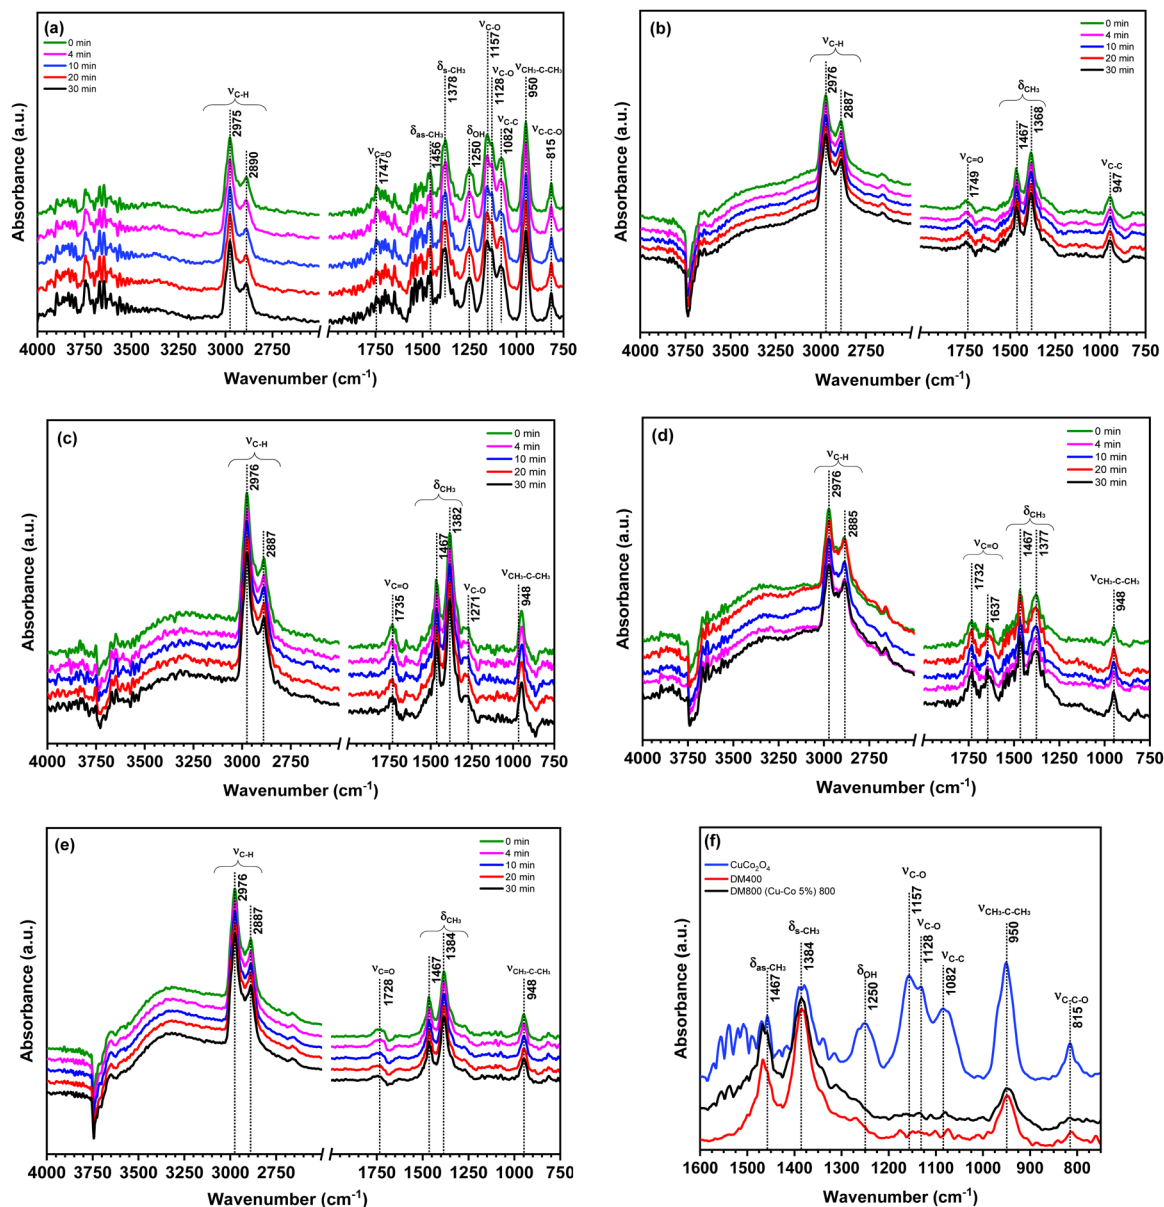 (a)
0 min
4 min
10 min
20 min
30 min
νC-H
2975
2890
νC=O
1747
δas-CH3
1456
δs-CH3
1378
δOH
1250
νC-O
1157
νC-O
1128
νC-C
1082
νCH3-C-CH3
950
νC-C-O
815
Absorbance (a.u.)
4000 3500 3250 3000 2750 1750 1500 1250 1000 750
Wavenumber (cm-1)
(b)
0 min
4 min
10 min
20 min
30 min
νC-H
2976
2887
νC=O
1749
δCH3
1467
1368
νC-C
947
Absorbance (a.u.)
4000 3750 3500 3250 3000 2750 1750 1500 1250 1000 750
Wavenumber (cm-1)
(c)
0 min
4 min
10 min
20 min
30 min
νC-H
2976
2887
νC=O
1735
δCH3
1467
1382
νC-O
1271
νCH3-C-CH3
948
Absorbance (a.u.)
4000 3750 3500 3250 3000 2750 1750 1500 1250 1000 750
Wavenumber (cm-1)
(d)
0 min
4 min
10 min
20 min
30 min
νC-H
2976
2885
νC=O
1732
1637
δCH3
1467
1377
νCH3-C-CH3
948
Absorbance (a.u.)
4000 3750 3500 3250 3000 2750 1750 1500 1250 1000 750
Wavenumber (cm-1)
(e)
0 min
4 min
10 min
20 min
30 min
νC-H
2976
2887
νC=O
1728
δCH3
1467
1384
νCH3-C-CH3
948
Absorbance (a.u.)
4000 3750 3500 3250 3000 2750 1750 1500 1250 1000 750
Wavenumber (cm-1)
(f)
CuCo2O4
DM400
DM800 (Cu-Co 5%) 800
δas-CH3
1467
δs-CH3
1384
δOH
1250
νC-O
1157
νC-O
1128
νC-C
1082
νCH3-C-CH3
950
νC-C-O
815
Absorbance (a.u.)
1600 1500 1400 1300 1200 1100 1000 900 800
Wavenumber (cm-1)